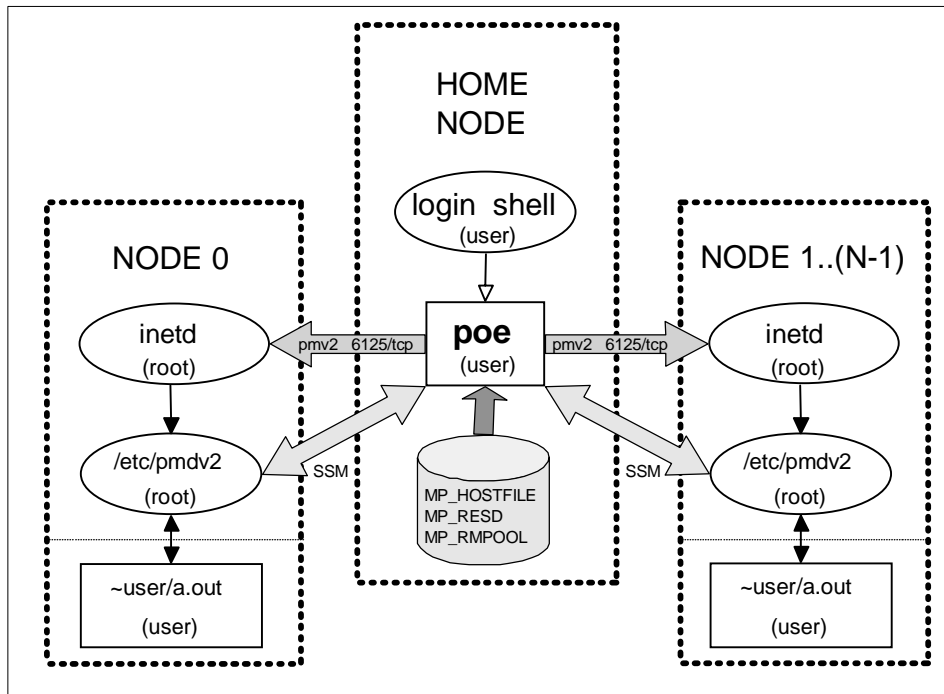 HOME
NODE
login shell
(user)
NODE 0
NODE 1..(N-1)
inetd
(root)
pmv2 6125/tcp
poe
(user)
pmv2 6125/tcp
inetd
(root)
/etc/pmdv2
(root)
SSM
MP_HOSTFILE
MP_RESD
MP_RMPOOL
SSM
/etc/pmdv2
(root)
~user/a.out
(user)
~user/a.out
(user)